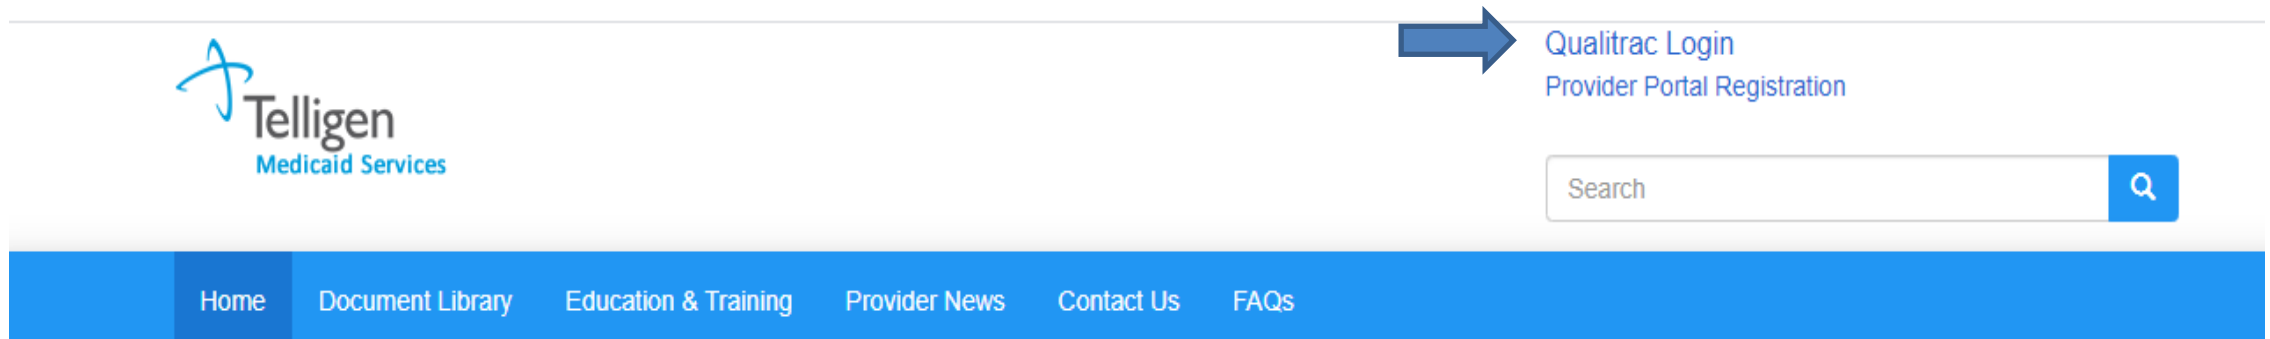 Qualitrac Login
Provider Portal Registration
Telligen
Medicaid Services
Search
Home Document Library Education & Training Provider News Contact Us FAQs